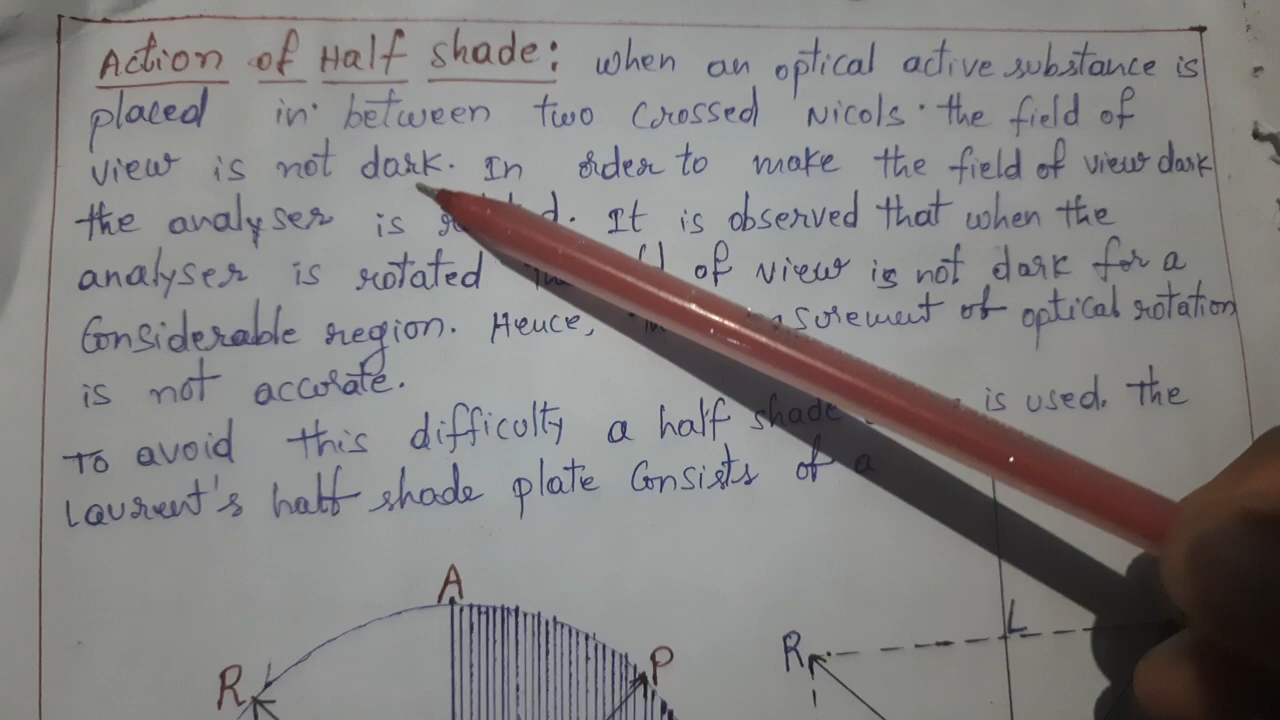 Action of Half shade: when an optical active substance is
placed in between two crossed Nicols. the field of
view is not dark. In order to make the field of view dark
the analyser is d. It is observed that when the
analyser is rotated of view is not dark for a
Considerable region. Hence, of optical rotation
is not accurate.
To avoid this difficulty a half shade is used. The
Laurent's half shade plate Consists of a
A
R
P
R
L